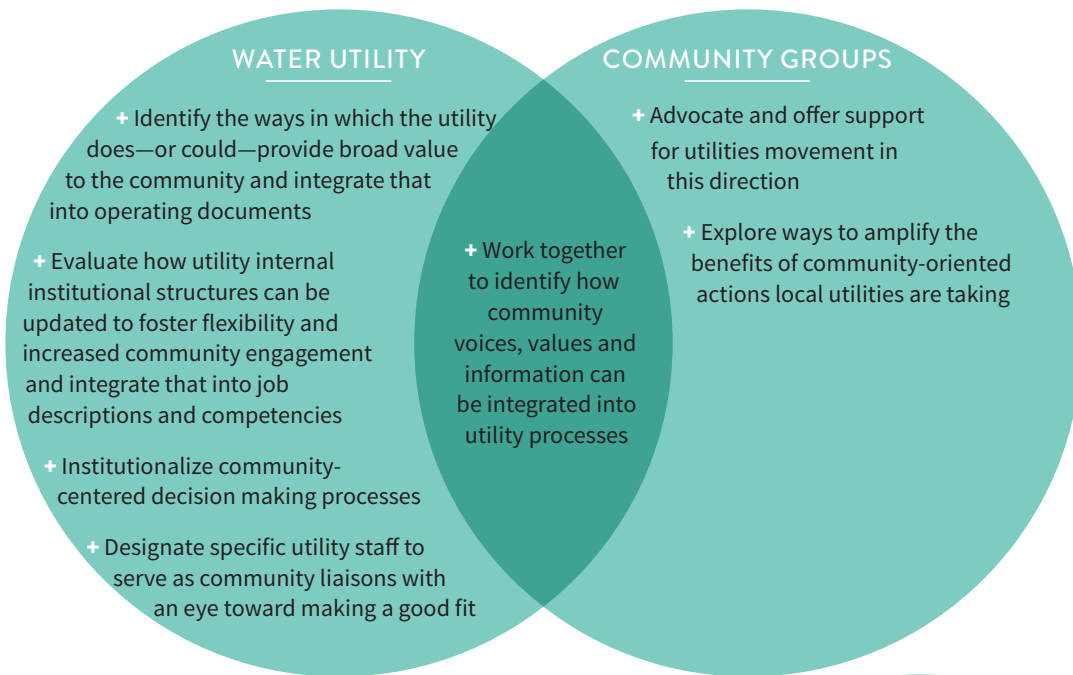 WATER UTILITY
+ Identify the ways in which the utility
does—or could—provide broad value
to the community and integrate that
into operating documents
+ Evaluate how utility internal
institutional structures can be
updated to foster flexibility and
increased community engagement
and integrate that into job
descriptions and competencies
+ Institutionalize community-
centered decision making processes
+ Designate specific utility staff to
serve as community liaisons with
an eye toward making a good fit
+ Work together
to identify how
community
voices, values and
information can
be integrated into
utility processes
COMMUNITY GROUPS
+ Advocate and offer support
for utilities movement in
this direction
+ Explore ways to amplify the
benefits of community-oriented
actions local utilities are taking